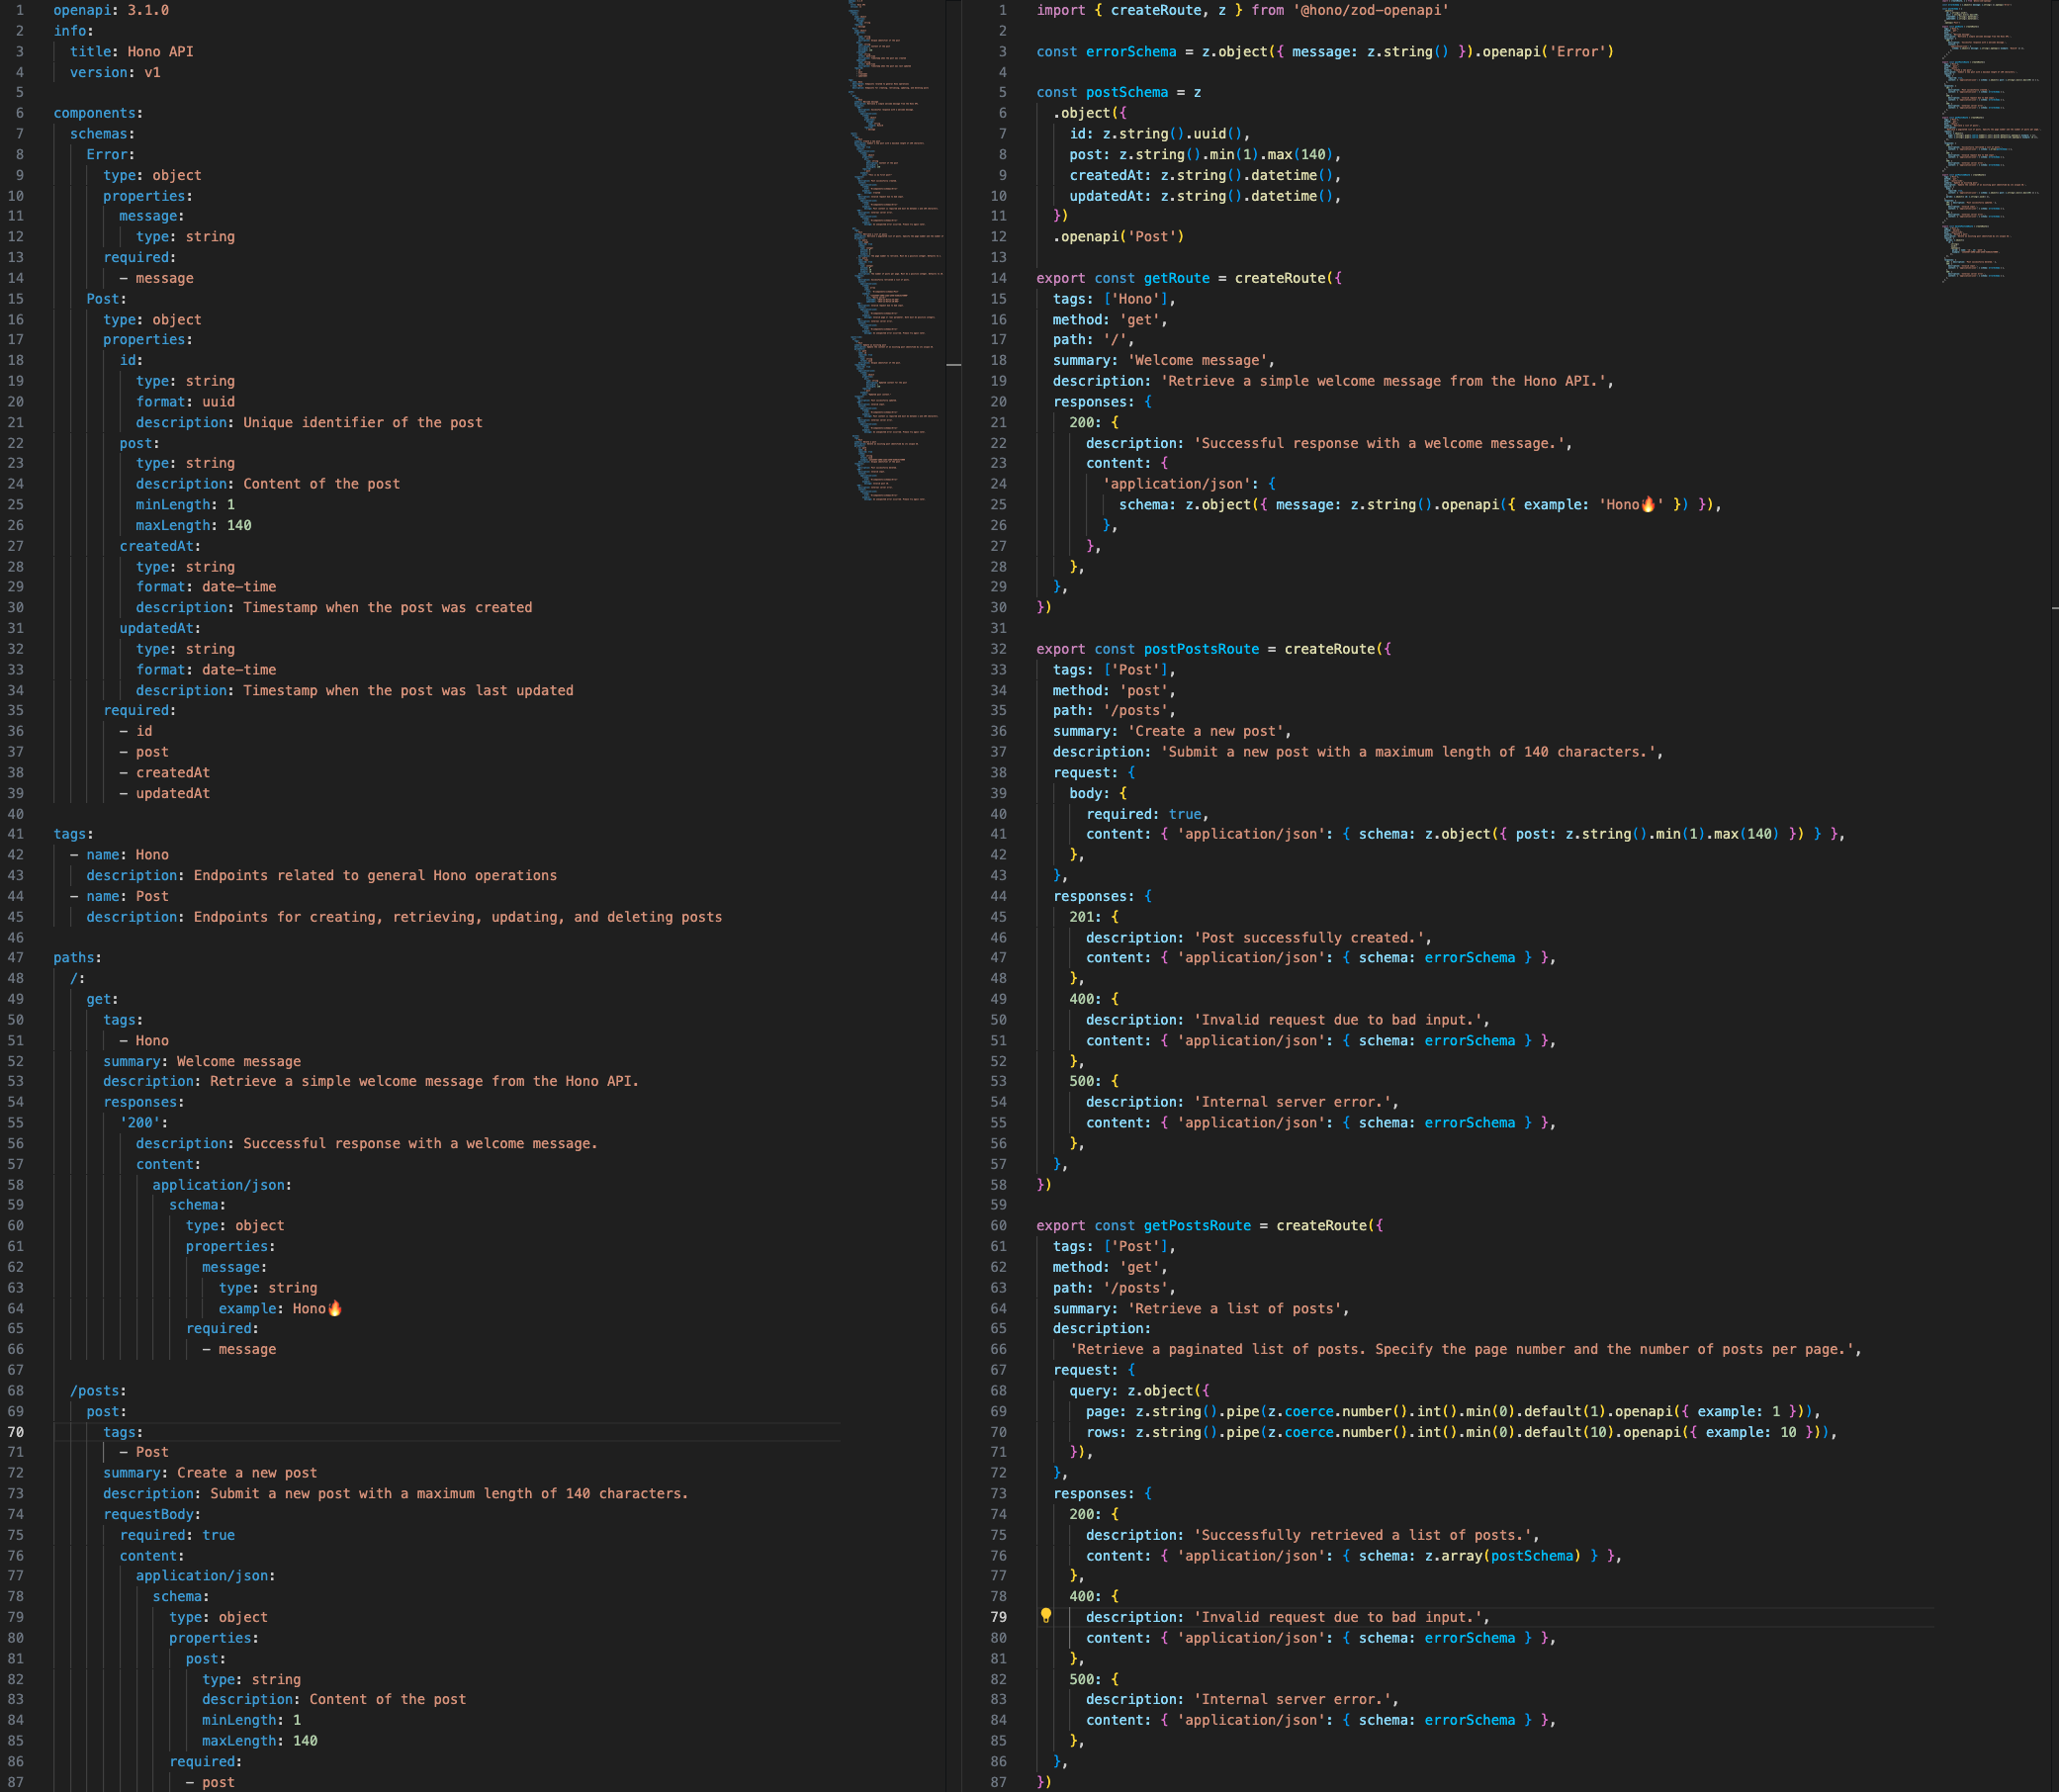 1 openapi: 3.1.0
2 info:
3   title: Hono API
4   version: v1
5
6 components:
7   schemas:
8     Error:
9       type: object
10       properties:
11         message:
12           type: string
13       required:
14         - message
15     Post:
16       type: object
17       properties:
18         id:
19           type: string
20           format: uuid
21           description: Unique identifier of the post
22         post:
23           type: string
24           description: Content of the post
25           minLength: 1
26           maxLength: 140
27         createdAt:
28           type: string
29           format: date-time
30           description: Timestamp when the post was created
31         updatedAt:
32           type: string
33           format: date-time
34           description: Timestamp when the post was last updated
35       required:
36         - id
37         - post
38         - createdAt
39         - updatedAt
40
41 tags:
42   - name: Hono
43     description: Endpoints related to general Hono operations
44   - name: Post
45     description: Endpoints for creating, retrieving, updating, and deleting posts
46
47 paths:
48   /:
49     get:
50       tags:
51         - Hono
52       summary: Welcome message
53       description: Retrieve a simple welcome message from the Hono API.
54       responses:
55         '200':
56           description: Successful response with a welcome message.
57           content:
58             application/json:
59               schema:
60                 type: object
61                 properties:
62                   message:
63                     type: string
64                     example: Hono🔥
65                 required:
66                   - message
67
68   /posts:
69     post:
70       tags:
71         - Post
72       summary: Create a new post
73       description: Submit a new post with a maximum length of 140 characters.
74       requestBody:
75         required: true
76         content:
77           application/json:
78             schema:
79               type: object
80               properties:
81                 post:
82                   type: string
83                   description: Content of the post
84                   minLength: 1
85                   maxLength: 140
86               required:
87                 - post
1 import { createRoute, z } from '@hono/zod-openapi'
2
3 const errorSchema = z.object({ message: z.string() }).openapi('Error')
4
5 const postSchema = z
6   .object({
7     id: z.string().uuid(),
8     post: z.string().min(1).max(140),
9     createdAt: z.string().datetime(),
10     updatedAt: z.string().datetime(),
11   })
12   .openapi('Post')
13
14 export const getRoute = createRoute({
15   tags: ['Hono'],
16   method: 'get',
17   path: '/',
18   summary: 'Welcome message',
19   description: 'Retrieve a simple welcome message from the Hono API.',
20   responses: {
21     200: {
22       description: 'Successful response with a welcome message.',
23       content: {
24         'application/json': {
25           schema: z.object({ message: z.string().openapi({ example: 'Hono🔥' }) }),
26         },
27       },
28     },
29   },
30 })
31
32 export const postPostsRoute = createRoute({
33   tags: ['Post'],
34   method: 'post',
35   path: '/posts',
36   summary: 'Create a new post',
37   description: 'Submit a new post with a maximum length of 140 characters.',
38   request: {
39     body: {
40       required: true,
41       content: { 'application/json': { schema: z.object({ post: z.string().min(1).max(140) }) } },
42     },
43   },
44   responses: {
45     201: {
46       description: 'Post successfully created.',
47       content: { 'application/json': { schema: errorSchema } },
48     },
49     400: {
50       description: 'Invalid request due to bad input.',
51       content: { 'application/json': { schema: errorSchema } },
52     },
53     500: {
54       description: 'Internal server error.',
55       content: { 'application/json': { schema: errorSchema } },
56     },
57   },
58 })
59
60 export const getPostsRoute = createRoute({
61   tags: ['Post'],
62   method: 'get',
63   path: '/posts',
64   summary: 'Retrieve a list of posts',
65   description:
66     'Retrieve a paginated list of posts. Specify the page number and the number of posts per page.',
67   request: {
68     query: z.object({
69       page: z.string().pipe(z.coerce.number().int().min(0).default(1).openapi({ example: 1 })),
70       rows: z.string().pipe(z.coerce.number().int().min(0).default(10).openapi({ example: 10 })),
71     }),
72   },
73   responses: {
74     200: {
75       description: 'Successfully retrieved a list of posts.',
76       content: { 'application/json': { schema: z.array(postSchema) } },
77     },
78     400: {
79       description: 'Invalid request due to bad input.',
80       content: { 'application/json': { schema: errorSchema } },
81     },
82     500: {
83       description: 'Internal server error.',
84       content: { 'application/json': { schema: errorSchema } },
85     },
86   },
87 })